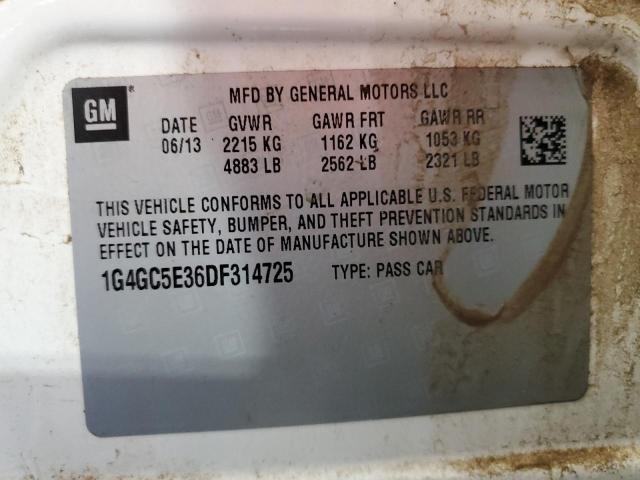 GM ®
MFD BY GENERAL MOTORS LLC
DATE GVWR GAWR FRT GAWR RR
06/13 2215 KG 1162 KG 1053 KG
4883 LB 2562 LB 2321 LB
THIS VEHICLE CONFORMS TO ALL APPLICABLE U.S. FEDERAL MOTOR
VEHICLE SAFETY, BUMPER, AND THEFT PREVENTION STANDARDS IN
EFFECT ON THE DATE OF MANUFACTURE SHOWN ABOVE.
1G4GC5E36DF314725 TYPE: PASS CAR